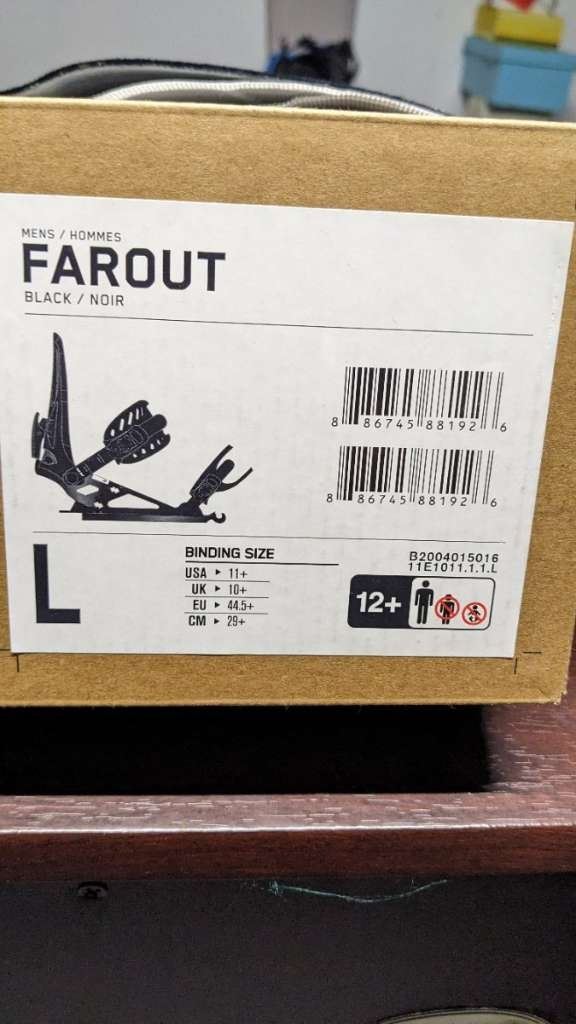 MENS / HOMMES
FAROUT
BLACK / NOIR
8 86745 88192 6
8 86745 88192 6
L
BINDING SIZE
USA ▸ 11+
UK ▸ 10+
EU ▸ 44.5+
CM ▸ 29+
B2004015016
11E1011.1.1.L
12+